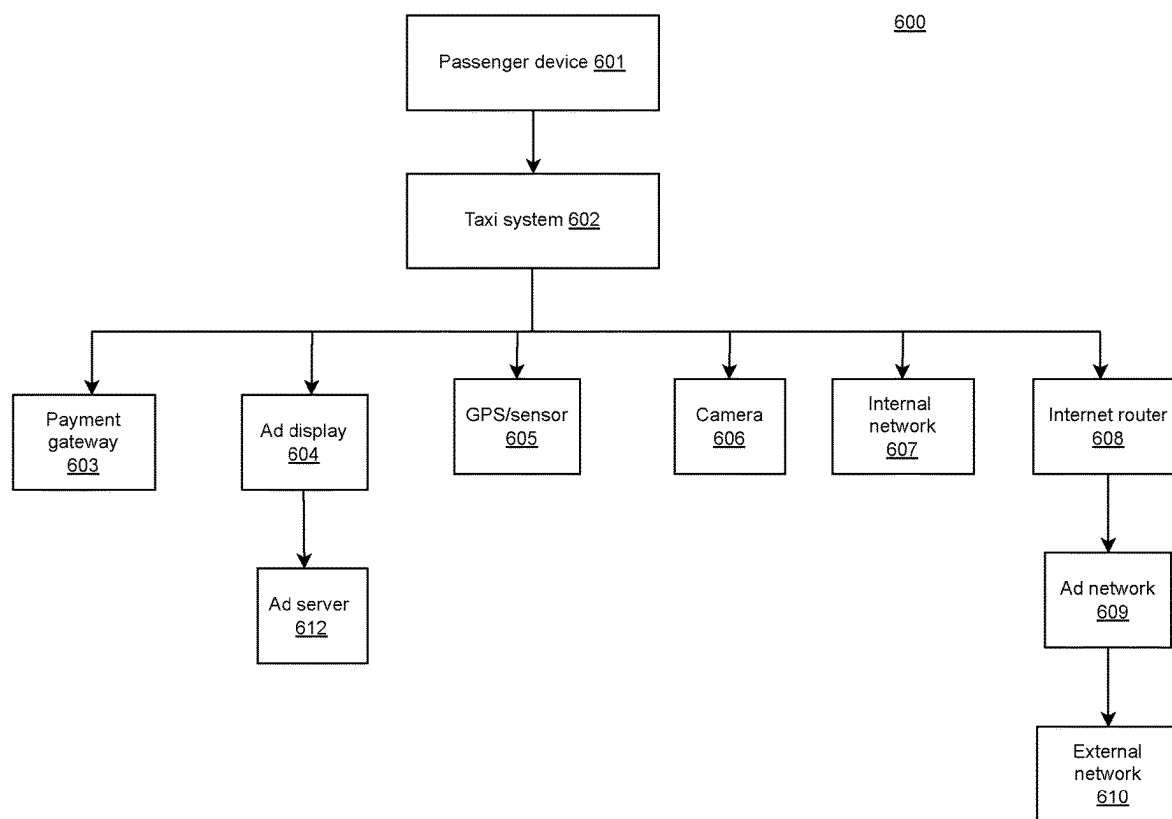 600
Passenger device 601
Taxi system 602
Payment
gateway
603
Ad display
604
GPS/sensor
605
Camera
606
Internal
network
607
Internet router
608
Ad server
612
Ad network
609
External
network
610